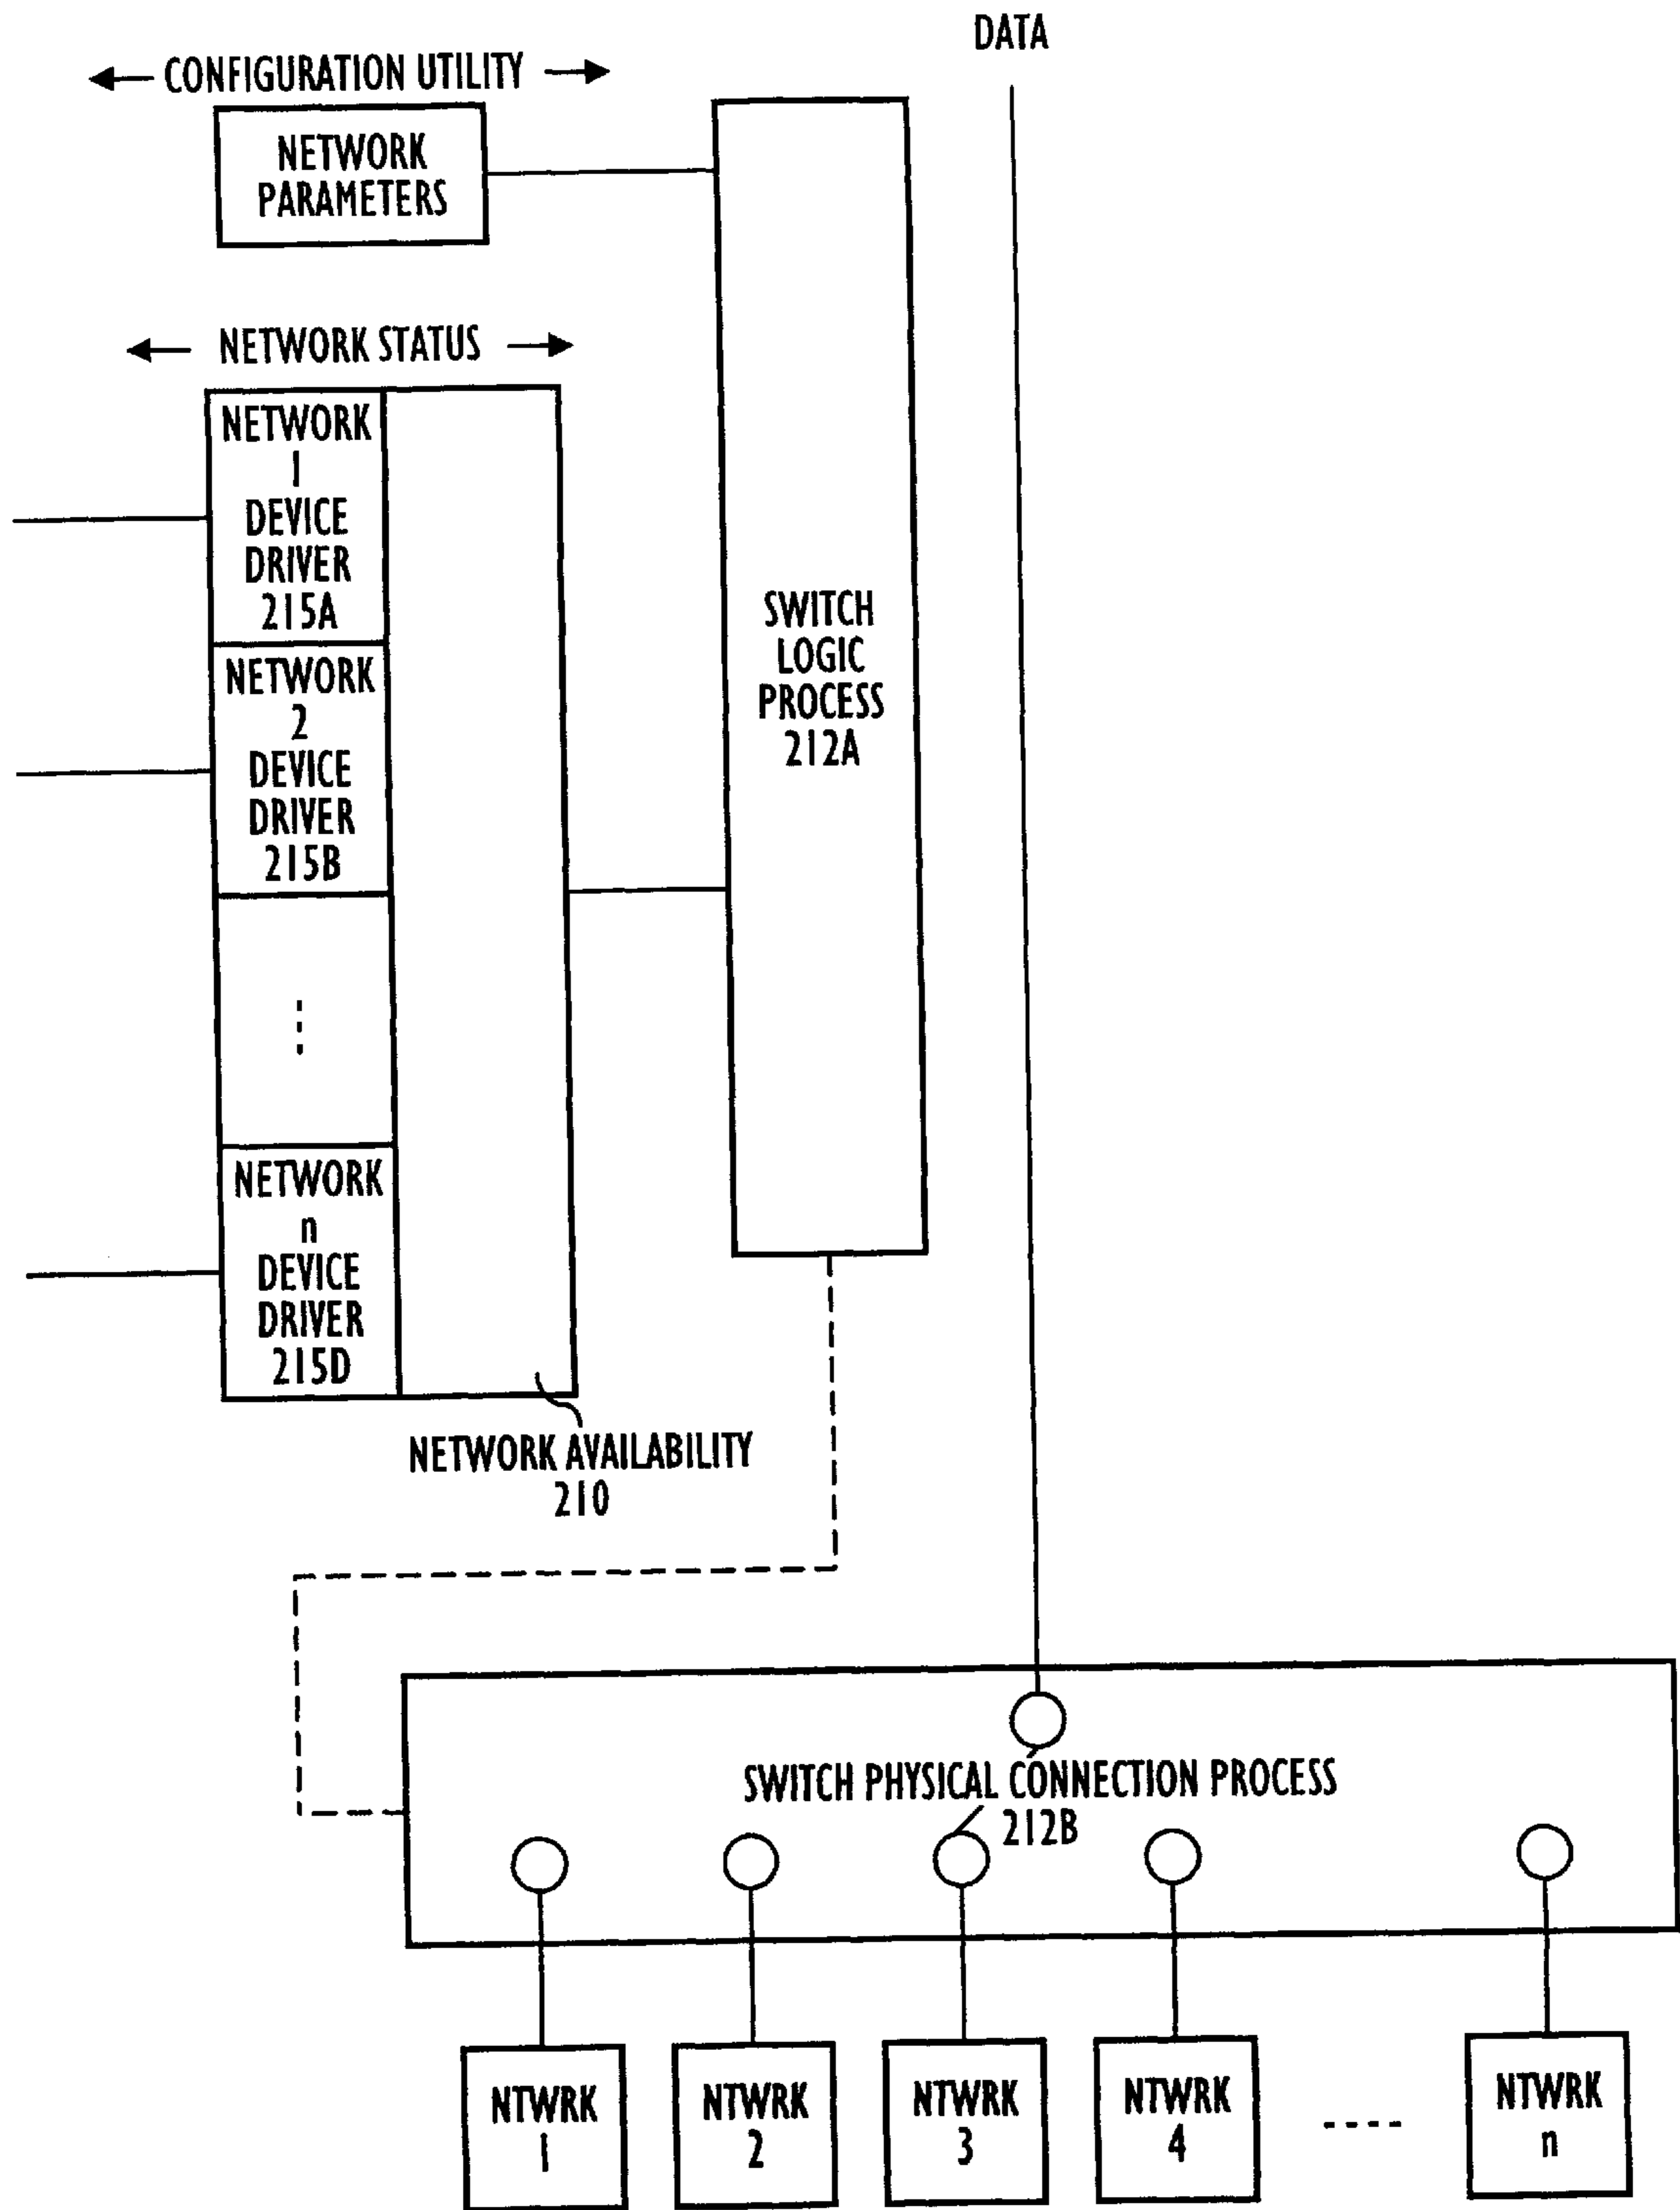 DATA
CONFIGURATION UTILITY
NETWORK
PARAMETERS
NETWORK STATUS
NETWORK
1
DEVICE
DRIVER
215A
NETWORK
2
DEVICE
DRIVER
215B
NETWORK
n
DEVICE
DRIVER
215D
SWITCH
LOGIC
PROCESS
212A
NETWORK AVAILABILITY
210
SWITCH PHYSICAL CONNECTION PROCESS
212B
NTWRK
1
NTWRK
2
NTWRK
3
NTWRK
4
NTWRK
n